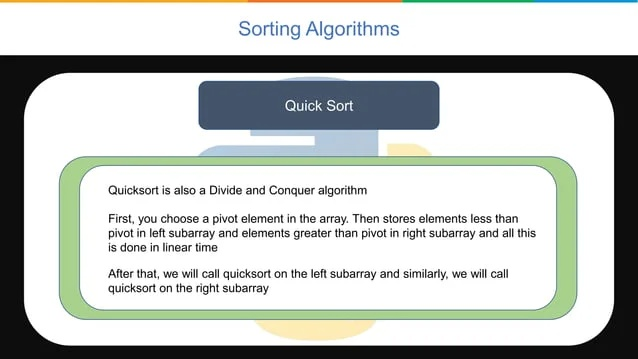 Sorting Algorithms
Quick Sort
Quicksort is also a Divide and Conquer algorithm
First, you choose a pivot element in the array. Then stores elements less than
pivot in left subarray and elements greater than pivot in right subarray and all this
is done in linear time
After that, we will call quicksort on the left subarray and similarly, we will call
quicksort on the right subarray